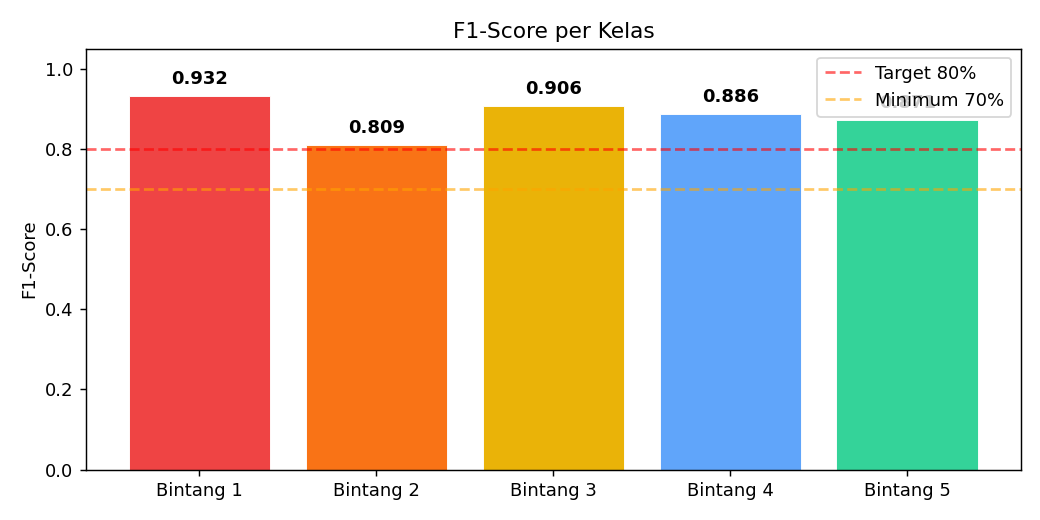 F1-Score per Kelas
1.0
0.8
0.6
0.4
0.2
0.0
F1-Score
0.932
0.809
0.906
0.886
Target 80%
Minimum 70%
Bintang 1
Bintang 2
Bintang 3
Bintang 4
Bintang 5